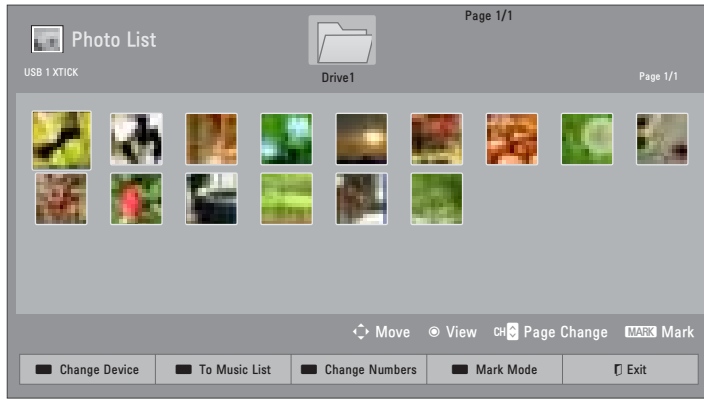 Page 1/1
Photo List
USB 1 XTICK
Drive1
Page 1/1
Move View CH Page Change MARK Mark
Change Device To Music List Change Numbers Mark Mode Exit